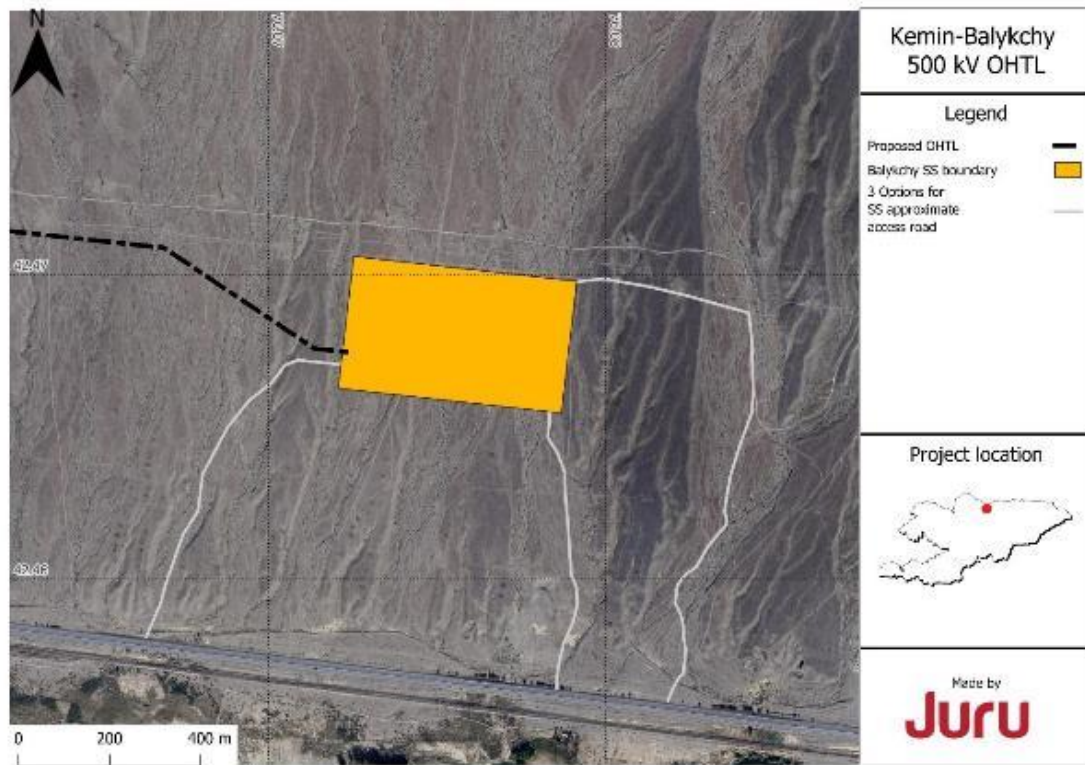 N
Kemin-Balykchy
500 kV OHTL
Legend
Proposed OHTL
Balykchy SS boundary
3 Options for
SS approximate
access road
42.47
42.46
Project location
Made by
Juru
0 200 400 m